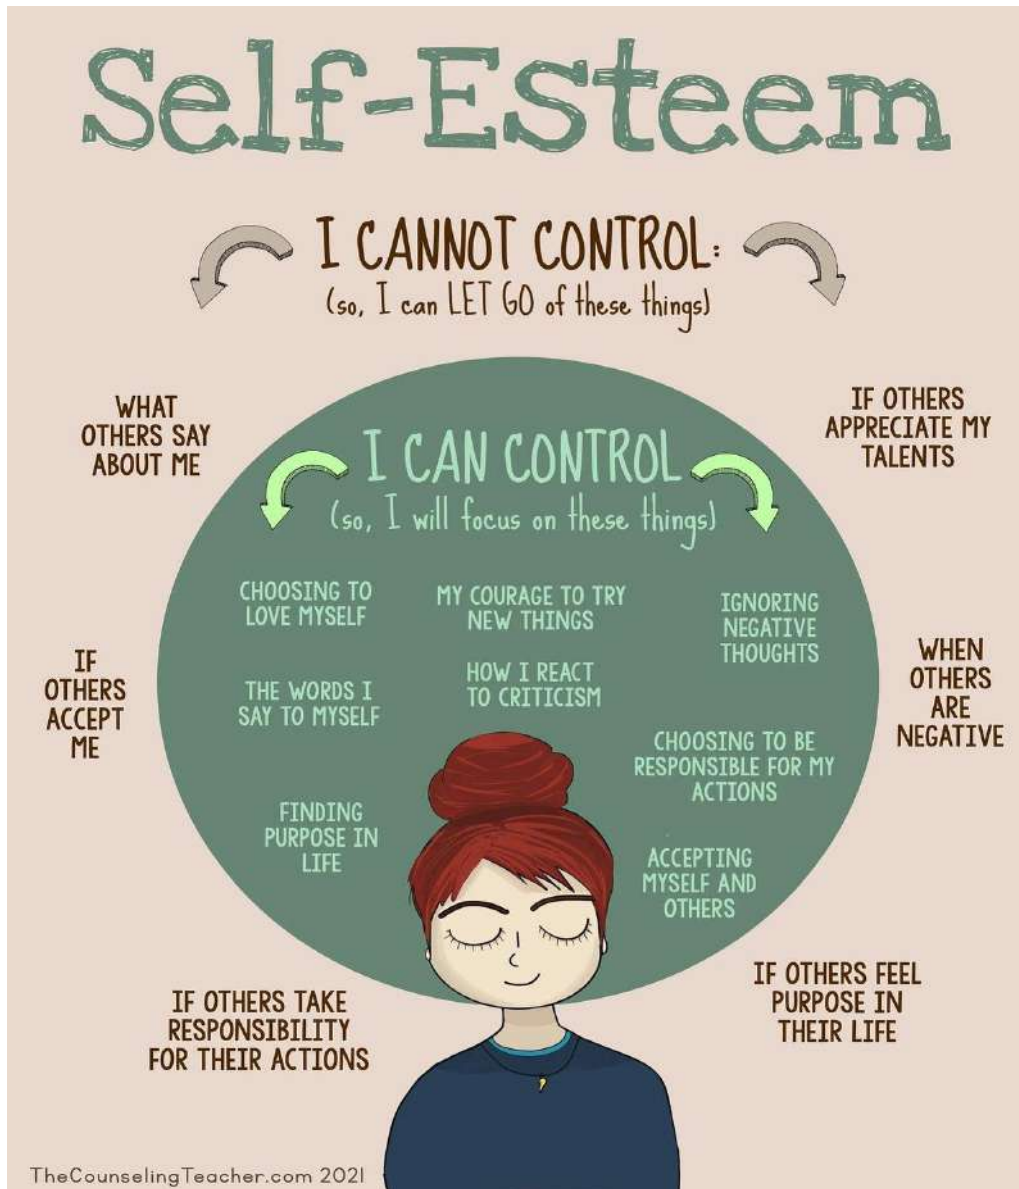 Self-Esteem
I CANNOT CONTROL:
(so, I can LET GO of these things)
WHAT
OTHERS SAY
ABOUT ME
IF OTHERS
APPRECIATE MY
TALENTS
IF
OTHERS
ACCEPT
ME
WHEN
OTHERS
ARE
NEGATIVE
IF OTHERS TAKE
RESPONSIBILITY
FOR THEIR ACTIONS
IF OTHERS FEEL
PURPOSE IN
THEIR LIFE
I CAN CONTROL
(so, I will focus on these things)
CHOOSING TO
LOVE MYSELF
MY COURAGE TO TRY
NEW THINGS
IGNORING
NEGATIVE
THOUGHTS
THE WORDS I
SAY TO MYSELF
HOW I REACT
TO CRITICISM
CHOOSING TO BE
RESPONSIBLE FOR MY
ACTIONS
FINDING
PURPOSE IN
LIFE
ACCEPTING
MYSELF AND
OTHERS
TheCounselingTeacher.com 2021